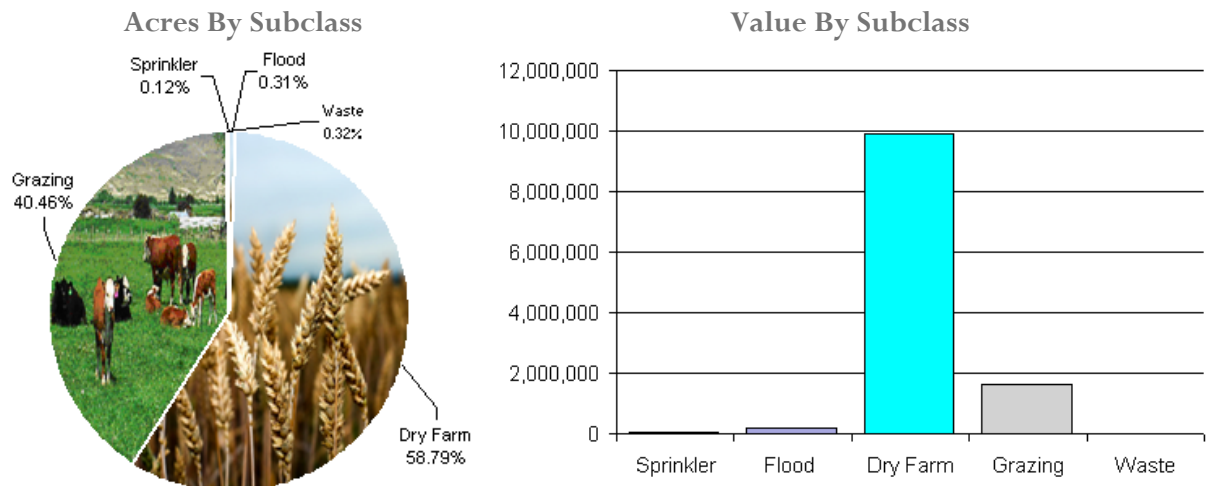 Acres By Subclass
Sprinkler
0.12%
Flood
0.31%
Waste
0.32%
Grazing
40.46%
Dry Farm
58.79%
Value By Subclass
12,000,000
10,000,000
8,000,000
6,000,000
4,000,000
2,000,000
0
Sprinkler Flood Dry Farm Grazing Waste